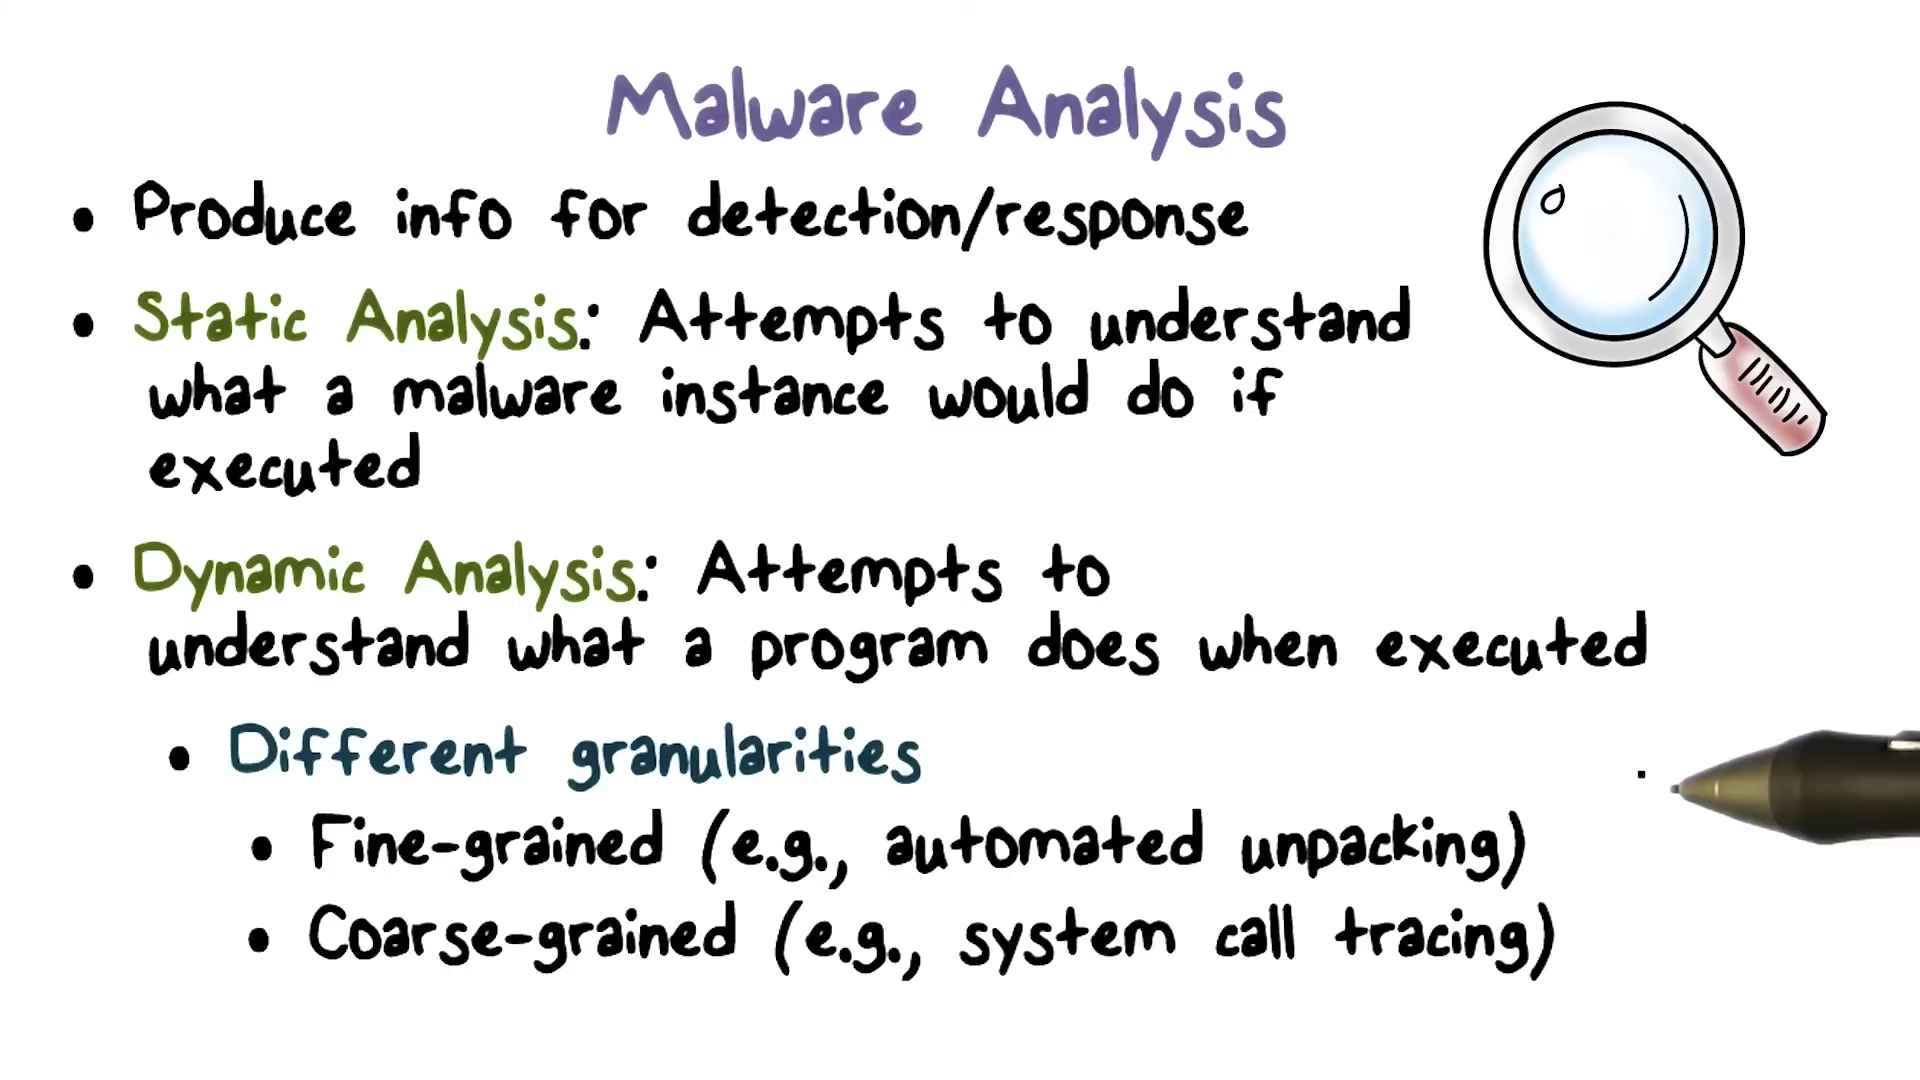 Malware Analysis
• Produce info for detection/response
• Static Analysis: Attempts to understand
what a malware instance would do if
executed
• Dynamic Analysis: Attempts to
understand what a program does when executed
• Different granularities
• Fine-grained (e.g., automated unpacking)
• Coarse-grained (e.g., system call tracing)